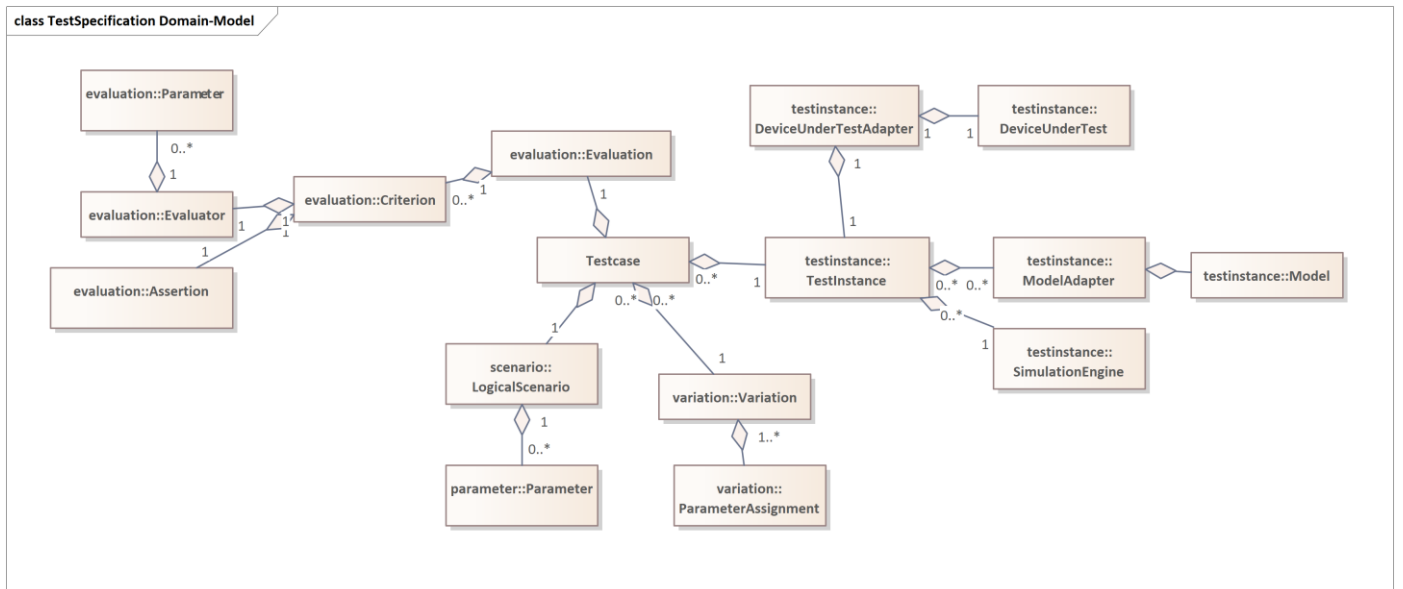 class TestSpecification Domain-Model
evaluation::Parameter
0..*
1
evaluation::Evaluator
1
1
1*
1
evaluation::Assertion
evaluation::Criterion
0..*
1
evaluation::Evaluation
1
Testcase
0..*
1
0..*
0..*
1
scenario::
LogicalScenario
1
0..*
parameter::Parameter
1
variation::Variation
1..*
variation::
ParameterAssignment
testinstance::
DeviceUnderTestAdapter
1
1
testinstance::
DeviceUnderTest
1
1
testinstance::
TestInstance
0..*
0..*
testinstance::
ModelAdapter
testinstance::Model
0..*
1
testinstance::
SimulationEngine